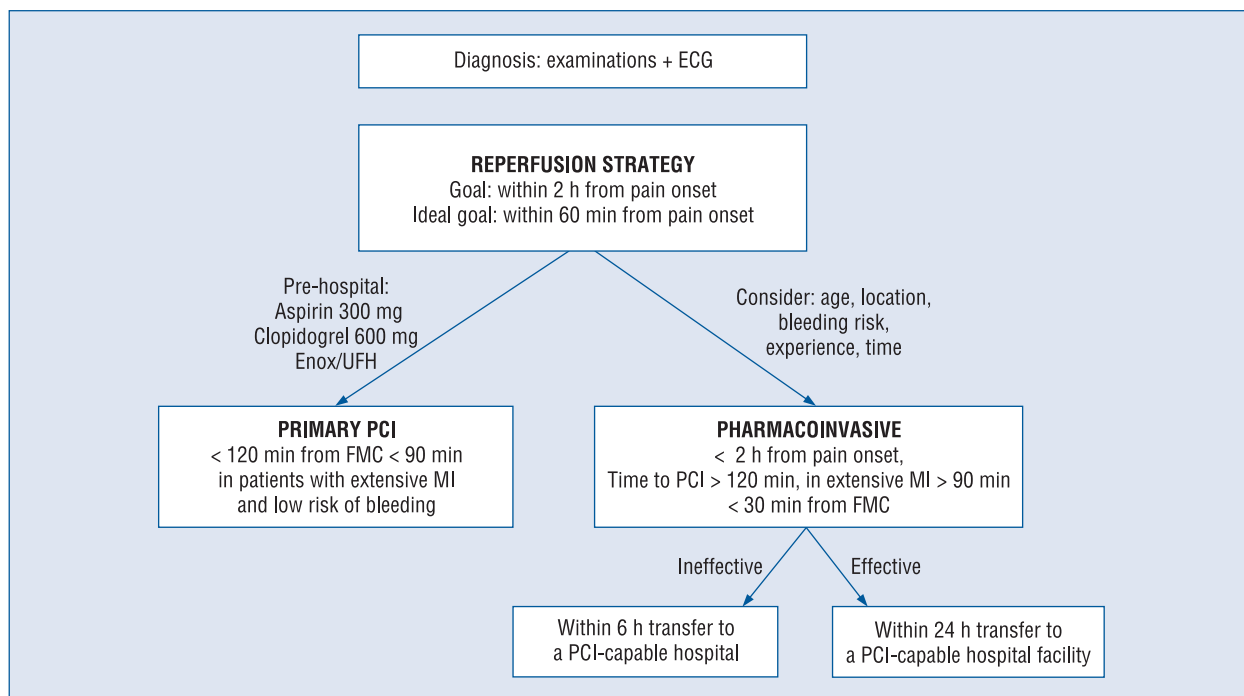 Diagnosis: examinations + ECG
REPERFUSION STRATEGY
Goal: within 2 h from pain onset
Ideal goal: within 60 min from pain onset
Pre-hospital:
Aspirin 300 mg
Clopidogrel 600 mg
Enox/UFH
Consider: age, location,
bleeding risk,
experience, time
PRIMARY PCI
< 120 min from FMC < 90 min
in patients with extensive MI
and low risk of bleeding
PHARMACOINVASIVE
< 2 h from pain onset,
Time to PCI > 120 min, in extensive MI > 90 min
< 30 min from FMC
Ineffective
Effective
Within 6 h transfer to
a PCI-capable hospital
Within 24 h transfer to
a PCI-capable hospital facility